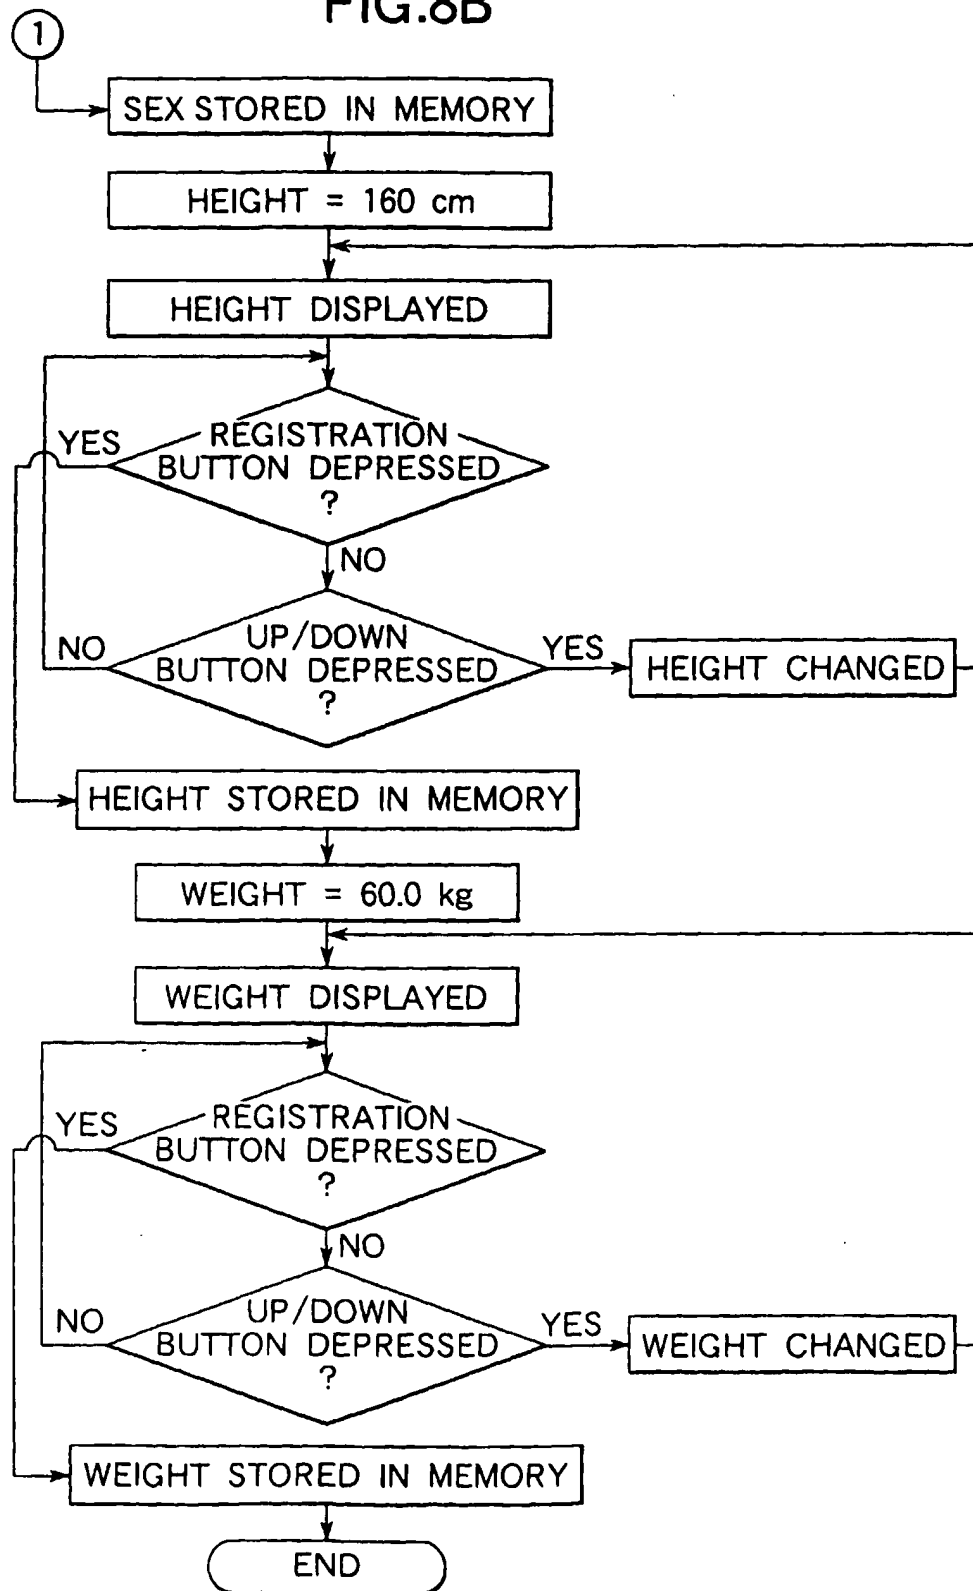 FIG.8B
1
SEX STORED IN MEMORY
HEIGHT = 160 cm
HEIGHT DISPLAYED
YES
REGISTRATION
BUTTON DEPRESSED
?
NO
NO
UP/DOWN
BUTTON DEPRESSED
?
YES
HEIGHT CHANGED
HEIGHT STORED IN MEMORY
WEIGHT = 60.0 kg
WEIGHT DISPLAYED
YES
REGISTRATION
BUTTON DEPRESSED
?
NO
NO
UP/DOWN
BUTTON DEPRESSED
?
YES
WEIGHT CHANGED
WEIGHT STORED IN MEMORY
END